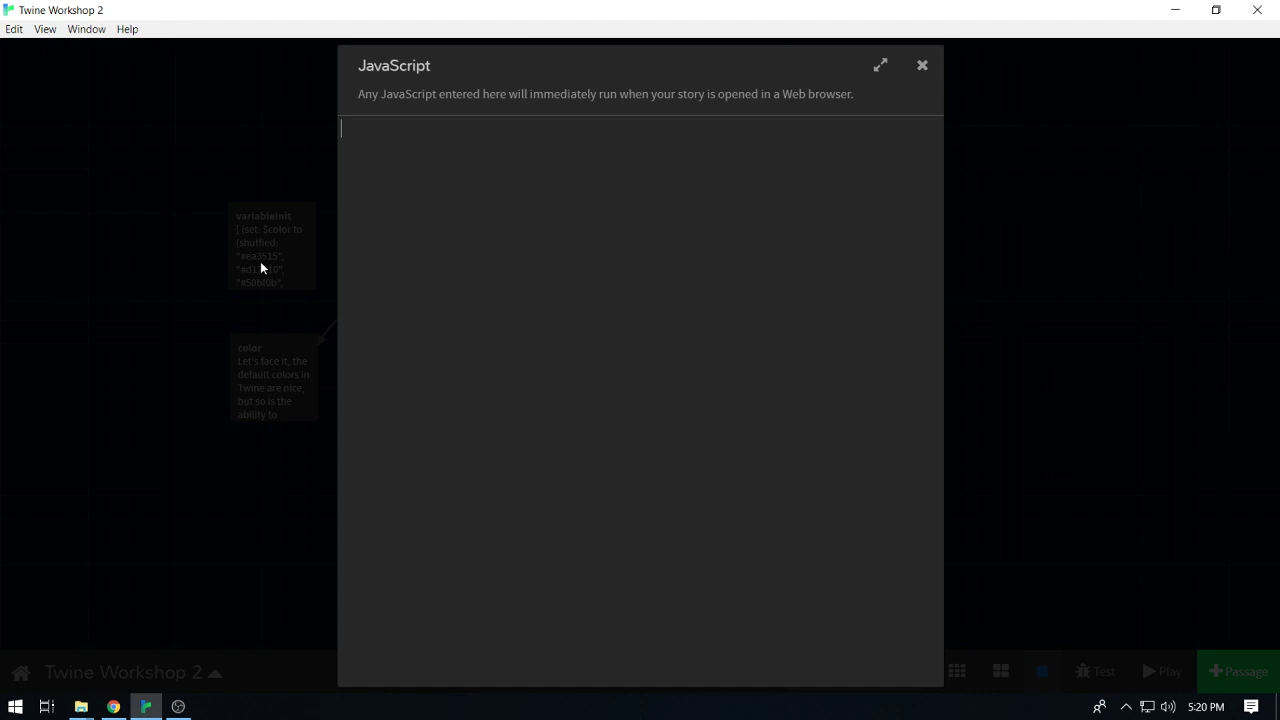 Twine Workshop 2
Edit View Window Help
JavaScript
Any JavaScript entered here will immediately run when your story is opened in a Web browser.
variableInit
[ (set: $color to
(shuffled:
"#ea3515",
"#50bf0b",
color
Let's face it, the
default colors in
Twine are nice,
but so is the
ability to
Twine Workshop 2
Test
Play
+Passage
5:20 PM